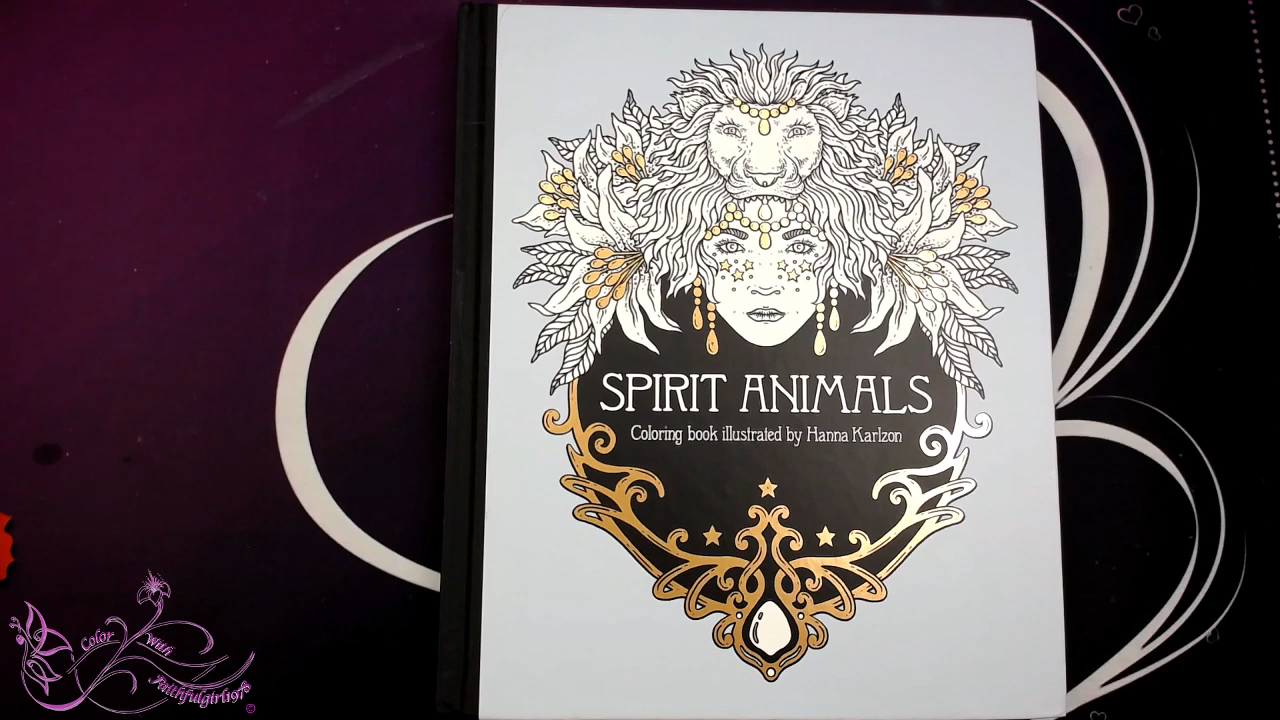 SPIRIT ANIMALS
Coloring book illustrated by Hanna Karlzon
Color With
Faithfulgirl1978
©